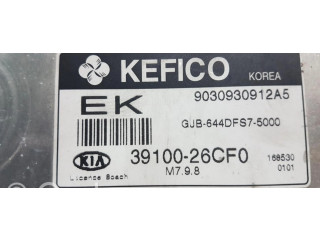 KEFICO KOREA
EK 9030930912A5
GJB-644DFS7-5000
KIA 39100-26CF0 168530
Licence Bosch M7.9.8 0101